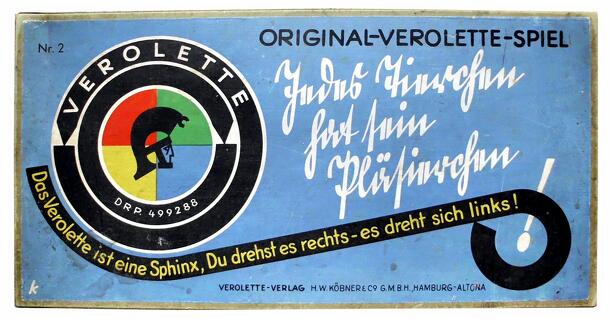 Nr. 2
ORIGINAL-VEROLETTE-SPIEL
VEROLETTE
D.R.P. 499288
Jedes Tierchen
hat sein
Pläsierchen
!
Das Verolette ist eine Sphinx, Du drehst es rechts - es dreht sich links!
k
VEROLETTE-VERLAG H.W. KÖBNER & Co G.M.B.H., HAMBURG-ALTONA